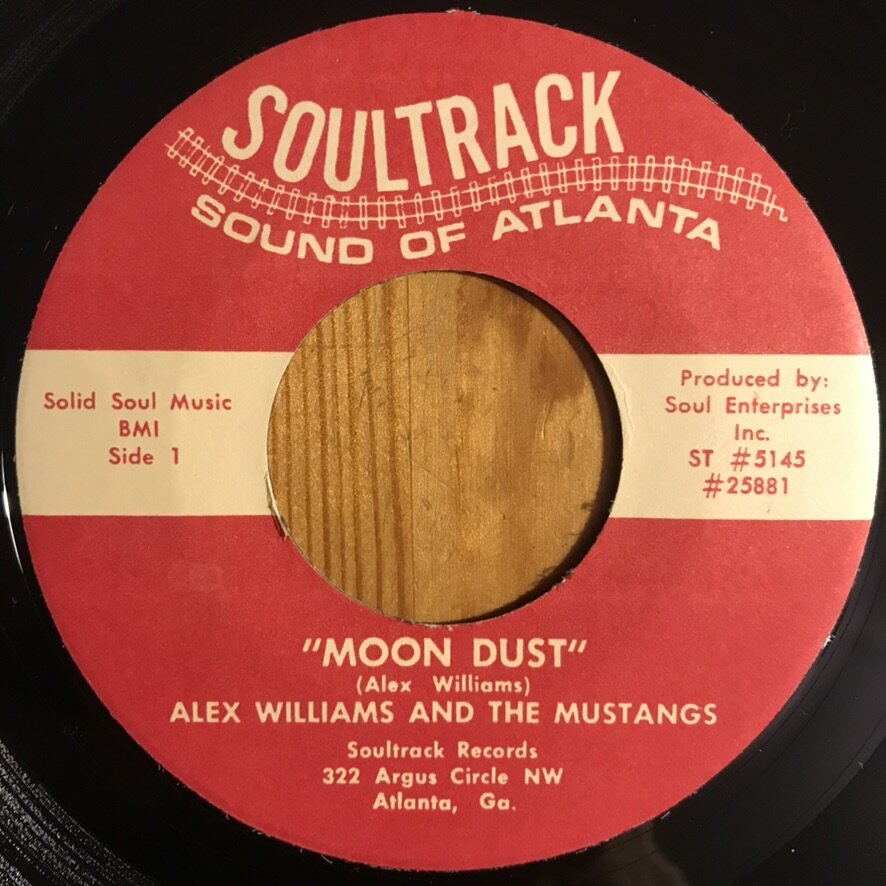 SOULTRACK
SOUND OF ATLANTA
Solid Soul Music
BMI
Side 1
Produced by:
Soul Enterprises
Inc.
ST #5145
#25881
"MOON DUST"
(Alex Williams)
ALEX WILLIAMS AND THE MUSTANGS
Soultrack Records
322 Argus Circle NW
Atlanta, Ga.